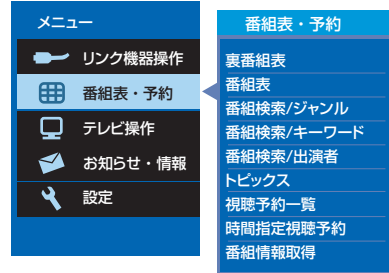 メニュー
リンク機器操作
番組表・予約
テレビ操作
お知らせ・情報
設定
番組表・予約
裏番組表
番組表
番組検索/ジャンル
番組検索/キーワード
番組検索/出演者
トピックス
視聴予約一覧
時間指定視聴予約
番組情報取得